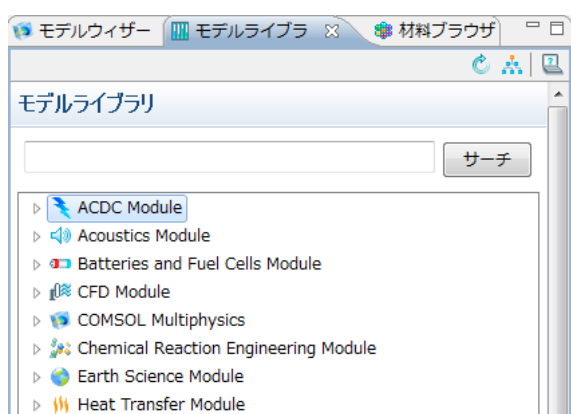 モデルウィザー モデルライブラ 材料ブラウザ
モデルライブラリ
サーチ
ACDC Module
Acoustics Module
Batteries and Fuel Cells Module
CFD Module
COMSOL Multiphysics
Chemical Reaction Engineering Module
Earth Science Module
Heat Transfer Module